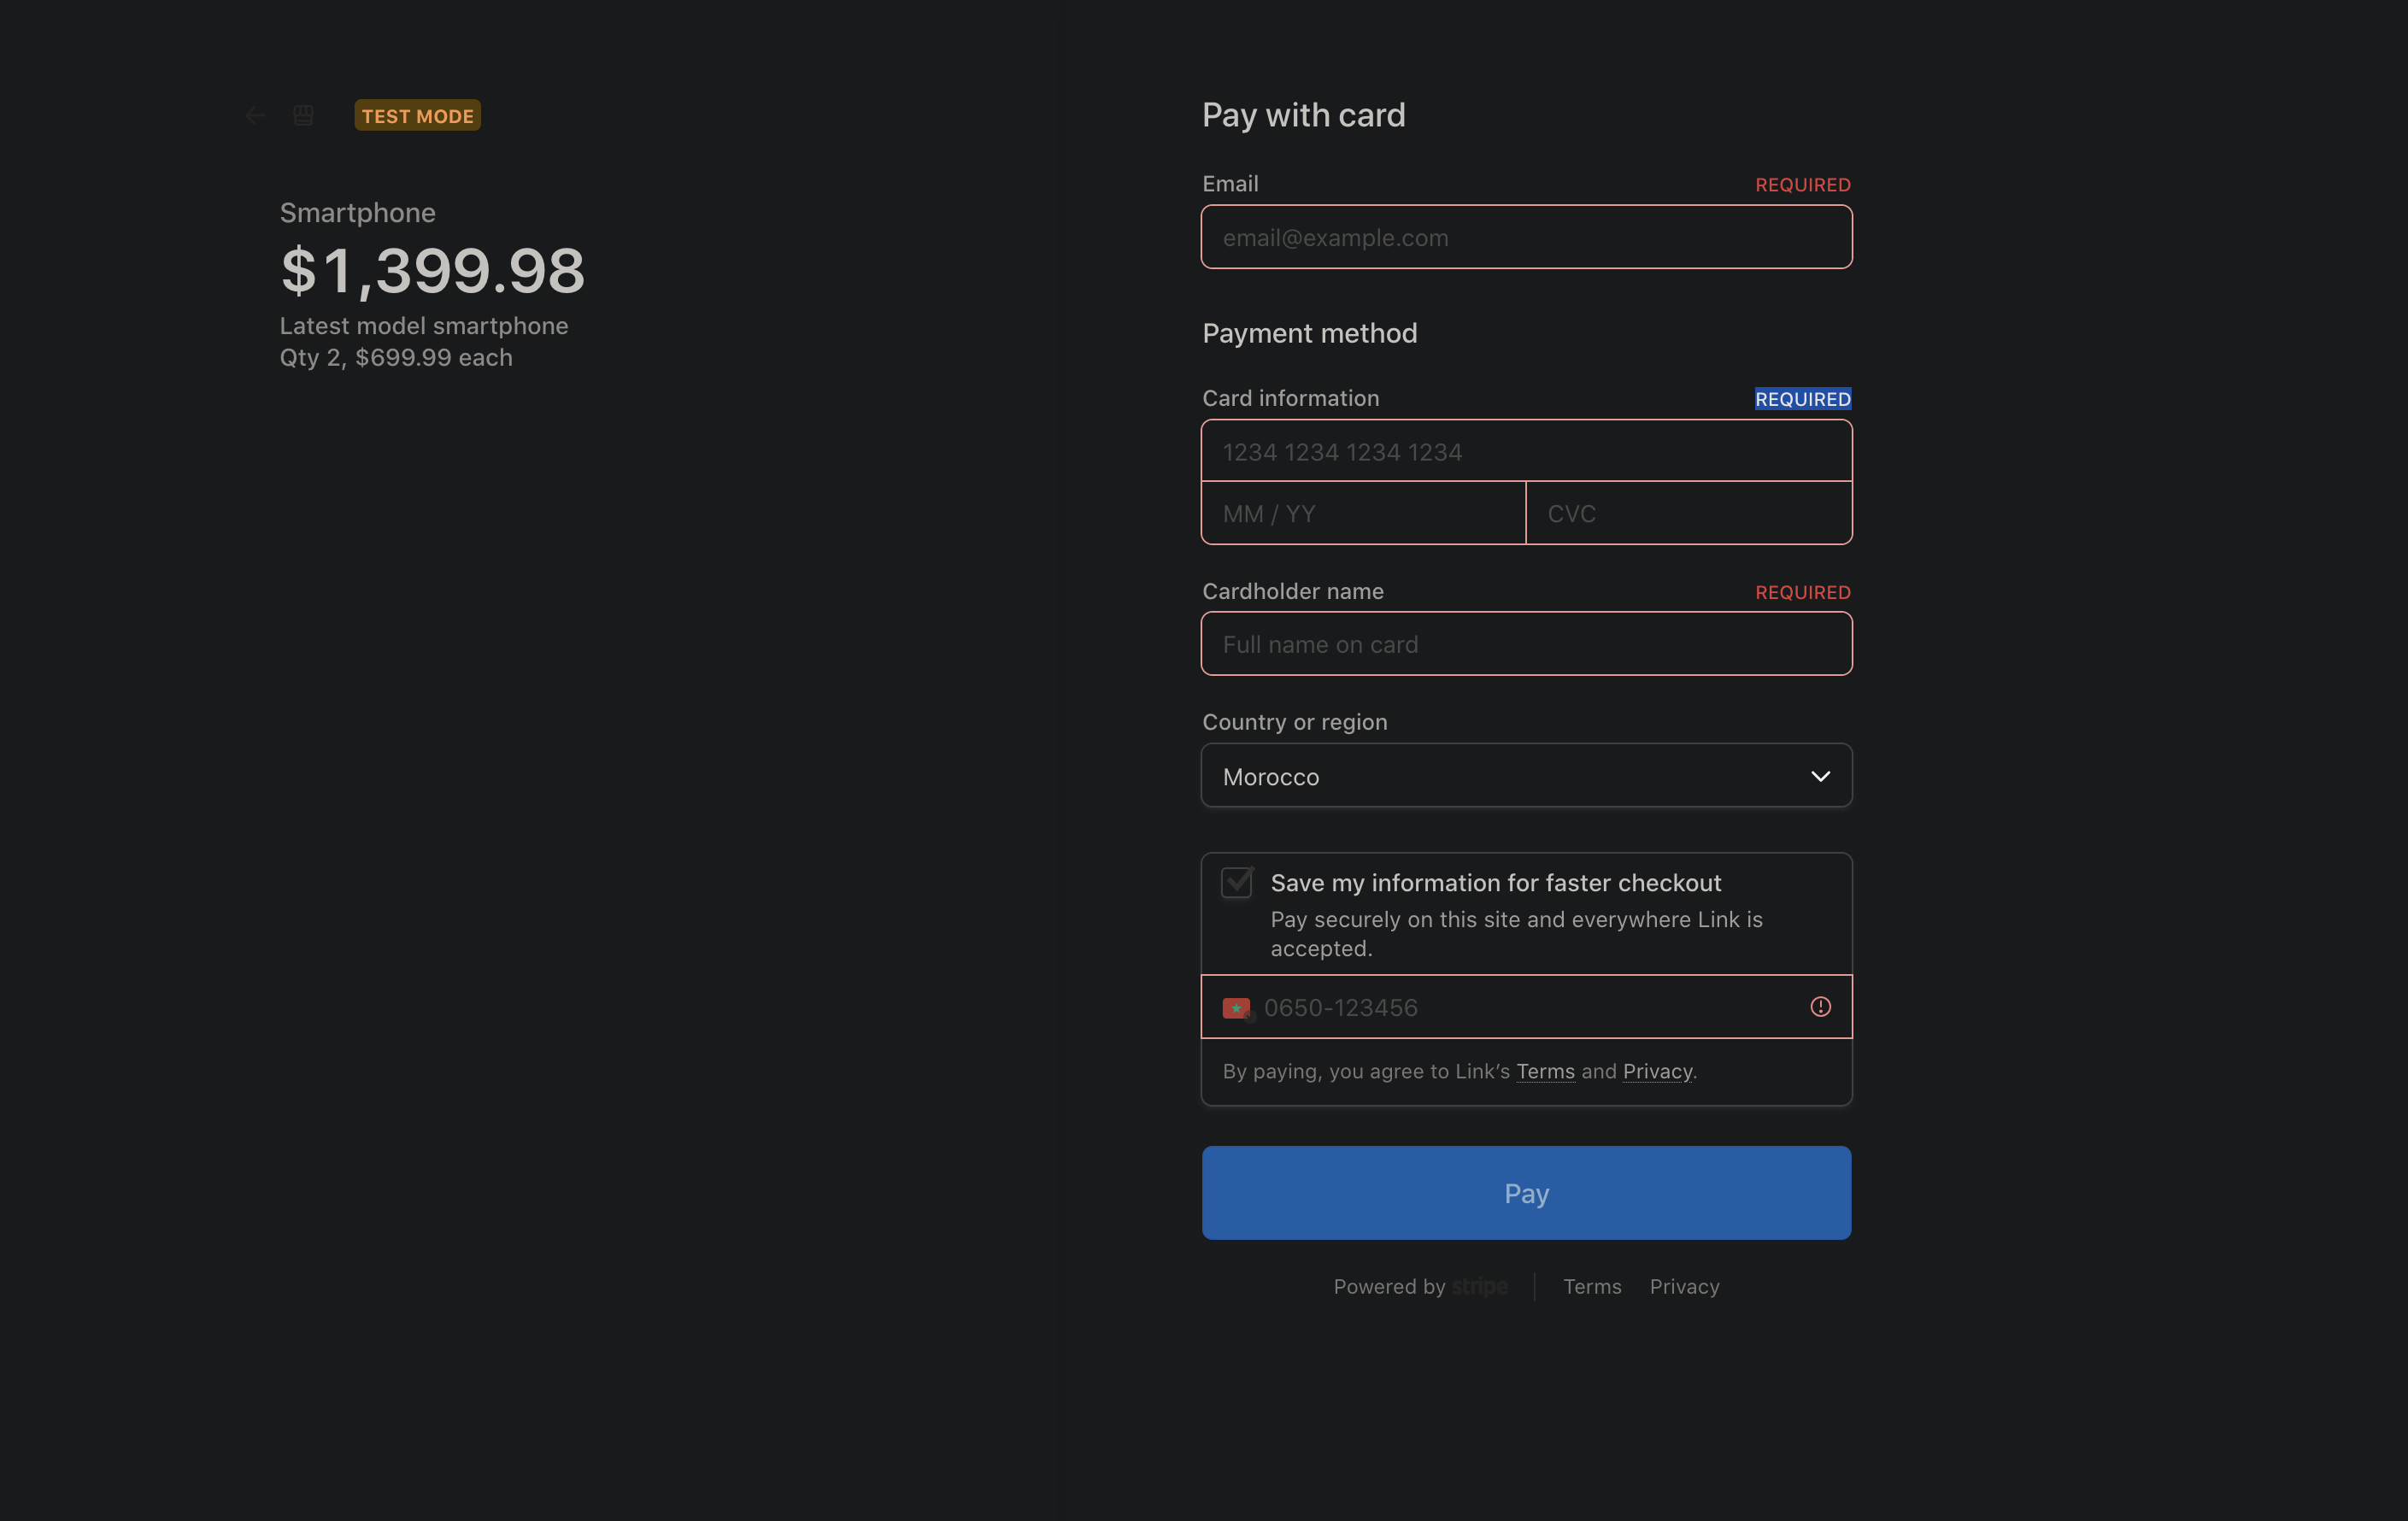 TEST MODE
Smartphone
$1,399.98
Latest model smartphone
Qty 2, $699.99 each
Pay with card
Email
REQUIRED
email@example.com
Payment method
Card information
REQUIRED
1234 1234 1234 1234
MM / YY
CVC
Cardholder name
REQUIRED
Full name on card
Country or region
Morocco
Save my information for faster checkout
Pay securely on this site and everywhere Link is
accepted.
0650-123456
By paying, you agree to Link’s Terms and Privacy.
Pay
Powered by stripe
Terms
Privacy